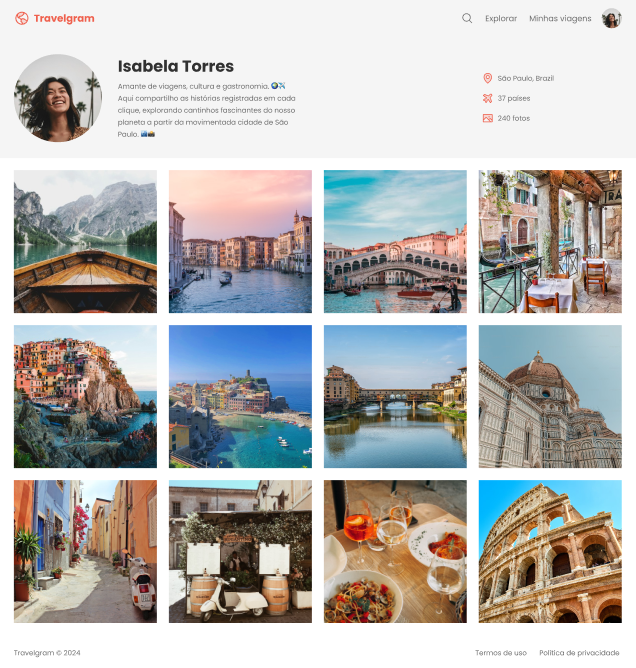 Travelgram
Explorar
Minhas viagens
Isabela Torres
Amante de viagens, cultura e gastronomia. 🌍✈️
Aqui compartilho as histórias registradas em cada
clique, explorando cantinhos fascinantes do nosso
planeta a partir da movimentada cidade de São
Paulo. 🏙️📸
São Paulo, Brazil
37 países
240 fotos
Travelgram © 2024
Termos de uso
Política de privacidade